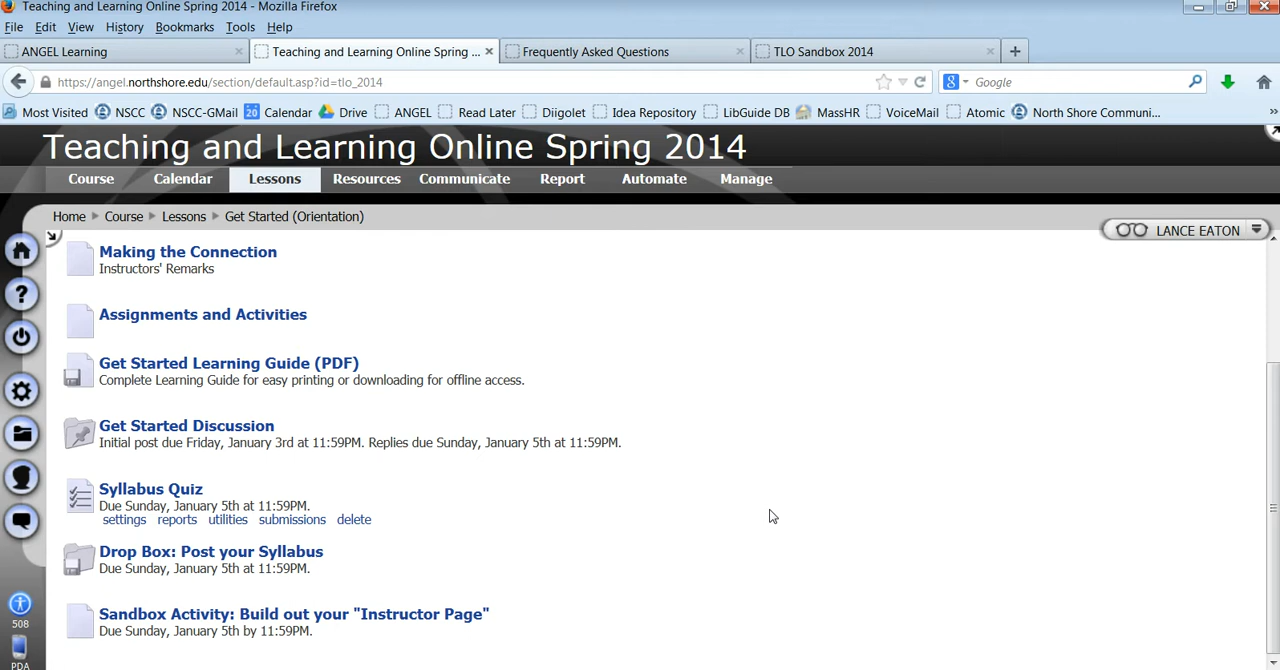 Teaching and Learning Online Spring 2014 - Mozilla Firefox
File Edit View History Bookmarks Tools Help
ANGEL Learning × Teaching and Learning Online Spring ... × Frequently Asked Questions × TLO Sandbox 2014 × +
https://angel.northshore.edu/section/default.asp?id=tlo_2014 Google
Most Visited NSCC NSCC-GMail 20 Calendar Drive ANGEL Read Later Diigolet Idea Repository LibGuide DB MassHR VoiceMail Atomic North Shore Communi... »
Teaching and Learning Online Spring 2014
Course Calendar Lessons Resources Communicate Report Automate Manage
Home Course Lessons Get Started (Orientation)
LANCE EATON
Making the Connection
Instructors' Remarks
Assignments and Activities
Get Started Learning Guide (PDF)
Complete Learning Guide for easy printing or downloading for offline access.
Get Started Discussion
Initial post due Friday, January 3rd at 11:59PM. Replies due Sunday, January 5th at 11:59PM.
Syllabus Quiz
Due Sunday, January 5th at 11:59PM.
settings reports utilities submissions delete
Drop Box: Post your Syllabus
Due Sunday, January 5th at 11:59PM.
Sandbox Activity: Build out your "Instructor Page"
Due Sunday, January 5th by 11:59PM.
508
PDA